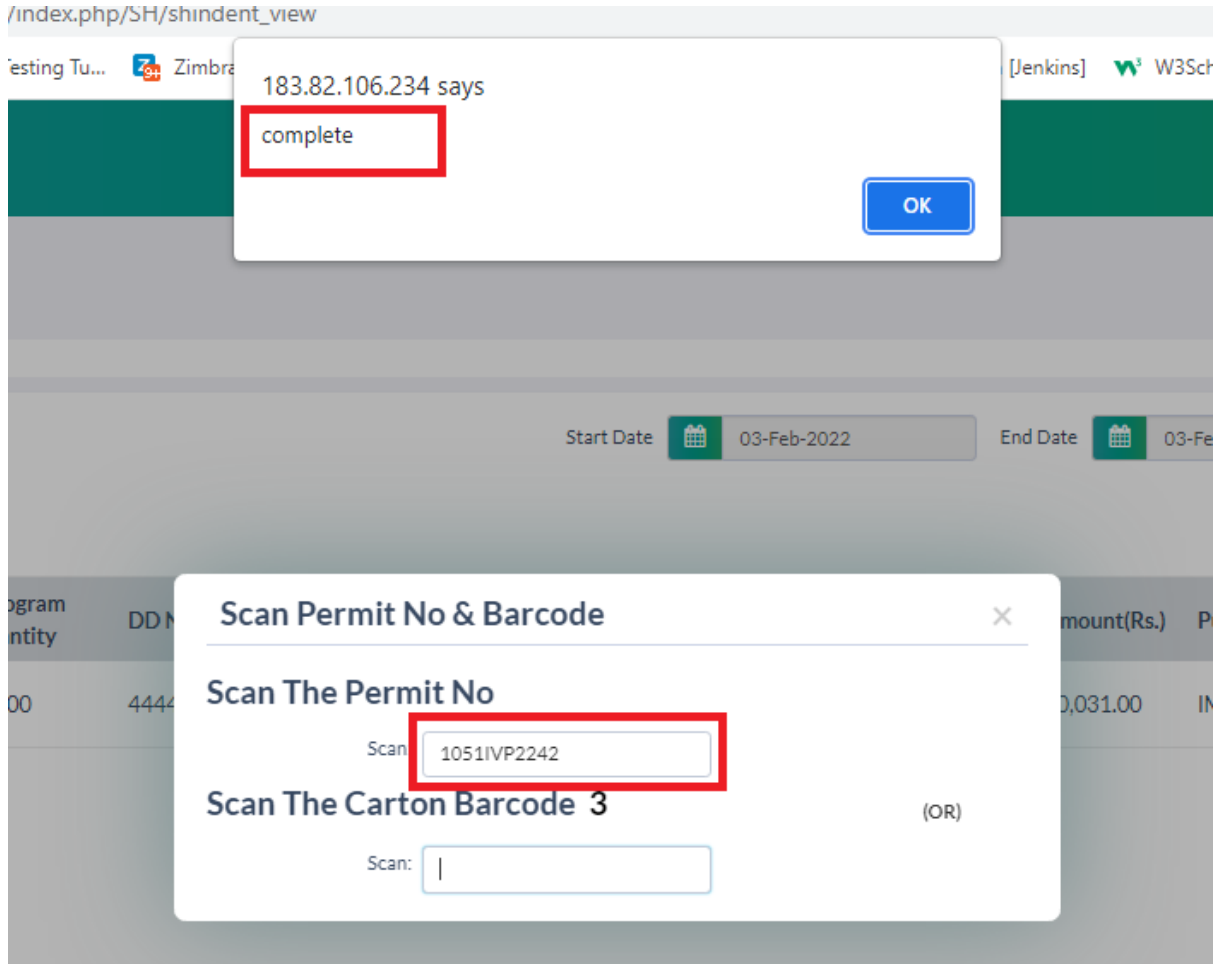 /index.php/SH/shindent_view
Testing Tu... 9+ Zimbra [Jenkins] W3Sch
183.82.106.234 says
complete
OK
Start Date 03-Feb-2022 End Date 03-Fe
ogram
ntity DD N mount(Rs.) P
00 4444 0,031.00 IN
Scan Permit No & Barcode ×
Scan The Permit No
Scan 1051IVP2242
Scan The Carton Barcode 3 (OR)
Scan: